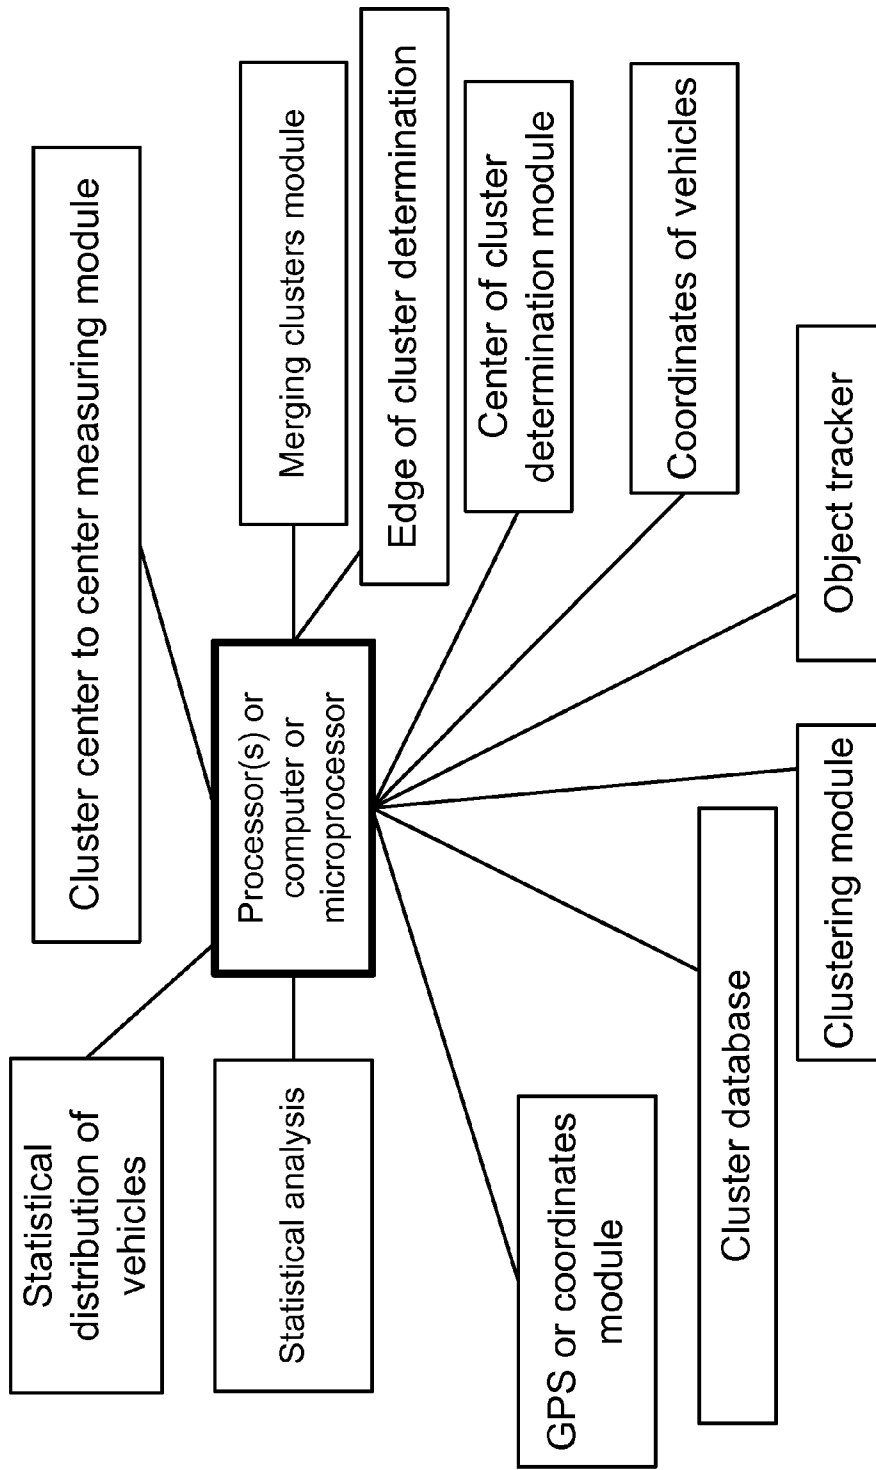 Statistical
distribution of
vehicles
Cluster center to center measuring module
Statistical analysis
Processor(s) or
computer or
microprocessor
Merging clusters module
Edge of cluster determination
Center of cluster
determination module
GPS or coordinates
module
Coordinates of vehicles
Cluster database
Clustering module
Object tracker